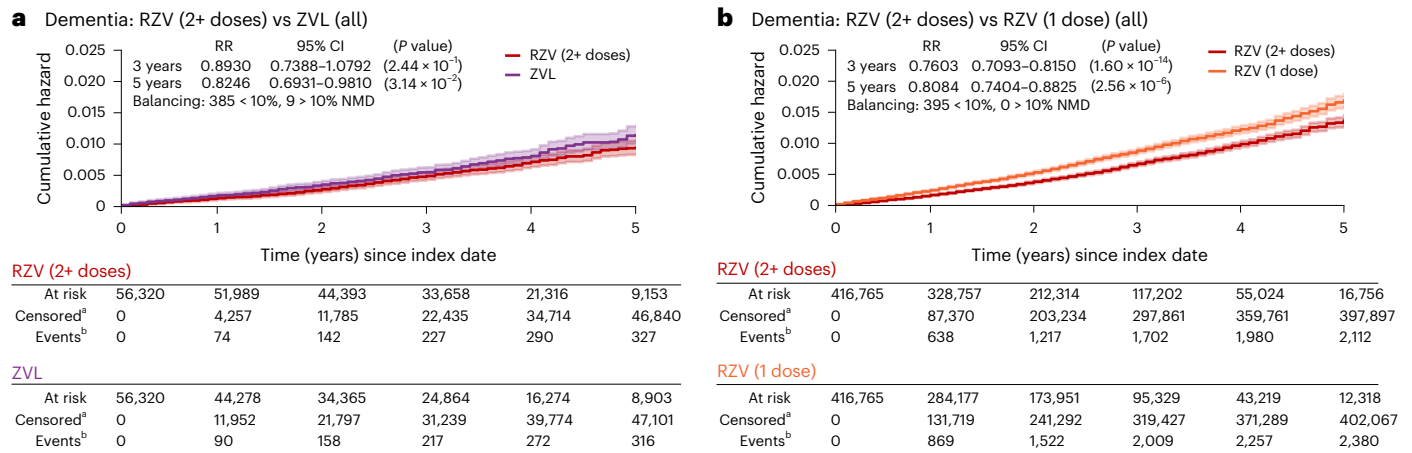 a Dementia: RZV (2+ doses) vs ZVL (all)
RR 95% CI (P value)
3 years 0.8930 0.7388–1.0792 (2.44 × 10⁻¹)
5 years 0.8246 0.6931–0.9810 (3.14 × 10⁻²)
Balancing: 385 < 10%, 9 > 10% NMD
RZV (2+ doses)
ZVL
Cumulative hazard
0.025
0.020
0.015
0.010
0.005
0
0 1 2 3 4 5
Time (years) since index date
RZV (2+ doses)
At risk 56,320 51,989 44,393 33,658 21,316 9,153
Censoredᵃ 0 4,257 11,785 22,435 34,714 46,840
Eventsᵇ 0 74 142 227 290 327
ZVL
At risk 56,320 44,278 34,365 24,864 16,274 8,903
Censoredᵃ 0 11,952 21,797 31,239 39,774 47,101
Eventsᵇ 0 90 158 217 272 316
b Dementia: RZV (2+ doses) vs RZV (1 dose) (all)
RR 95% CI (P value)
3 years 0.7603 0.7093–0.8150 (1.60 × 10⁻¹⁴)
5 years 0.8084 0.7404–0.8825 (2.56 × 10⁻⁶)
Balancing: 395 < 10%, 0 > 10% NMD
RZV (2+ doses)
RZV (1 dose)
Cumulative hazard
0.025
0.020
0.015
0.010
0.005
0
0 1 2 3 4 5
Time (years) since index date
RZV (2+ doses)
At risk 416,765 328,757 212,314 117,202 55,024 16,756
Censoredᵃ 0 87,370 203,234 297,861 359,761 397,897
Eventsᵇ 0 638 1,217 1,702 1,980 2,112
RZV (1 dose)
At risk 416,765 284,177 173,951 95,329 43,219 12,318
Censoredᵃ 0 131,719 241,292 319,427 371,289 402,067
Eventsᵇ 0 869 1,522 2,009 2,257 2,380